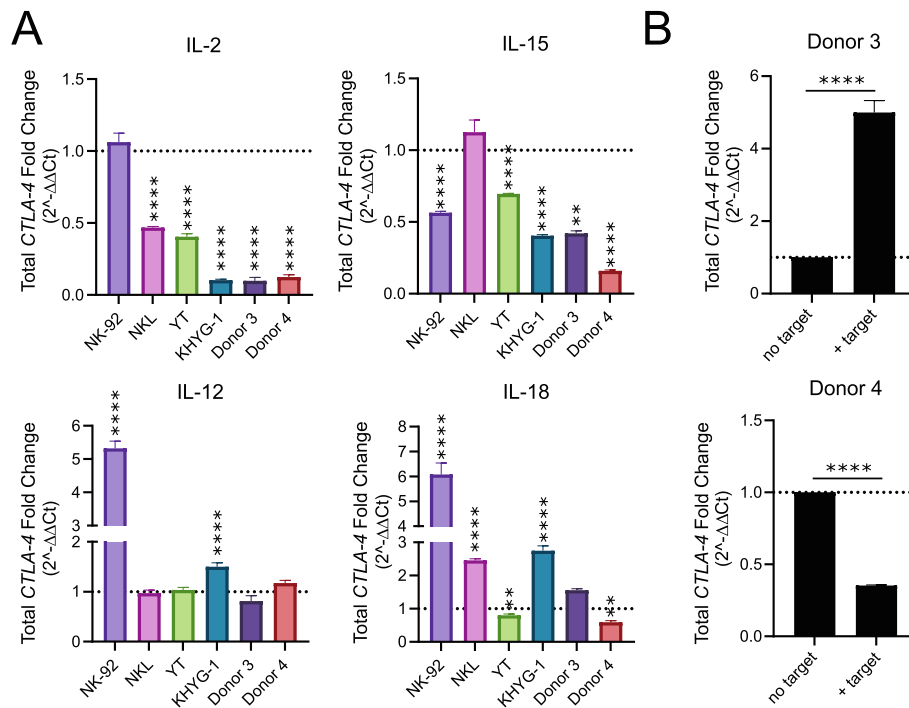 A
B
IL-2
Total CTLA-4 Fold Change
(2^-ΔΔCt)
1.5
1.0
0.5
0.0
****
****
****
****
****
NK-92
NKL
YT
KHYG-1
Donor 3
Donor 4
IL-15
Total CTLA-4 Fold Change
(2^-ΔΔCt)
1.5
1.0
0.5
0.0
****
****
****
**
****
NK-92
NKL
YT
KHYG-1
Donor 3
Donor 4
Donor 3
Total CTLA-4 Fold Change
(2^-ΔΔCt)
6
4
2
0
****
no target
+ target
IL-12
Total CTLA-4 Fold Change
(2^-ΔΔCt)
6
5
4
3
2
1
0
****
****
NK-92
NKL
YT
KHYG-1
Donor 3
Donor 4
IL-18
Total CTLA-4 Fold Change
(2^-ΔΔCt)
8
7
6
5
4
3
2
1
0
****
****
**
****
**
NK-92
NKL
YT
KHYG-1
Donor 3
Donor 4
Donor 4
Total CTLA-4 Fold Change
(2^-ΔΔCt)
1.5
1.0
0.5
0.0
****
no target
+ target